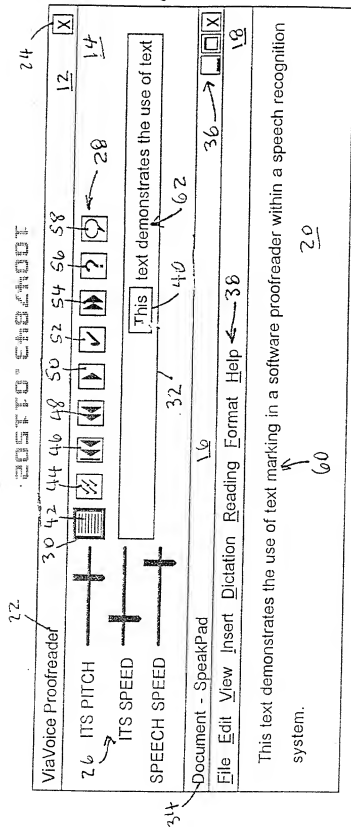 22
24
ViaVoice Proofreader X
12
30 42 44 46 48 50 52 54 56 58
26 ITS PITCH ? 28 14
ITS SPEED This text demonstrates the use of text
SPEECH SPEED 32 40 62
34 Document - SpeakPad 16 36 X
File Edit View Insert Dictation Reading Format Help 38 18
This text demonstrates the use of text marking in a software proofreader within a speech recognition
system. 60 20